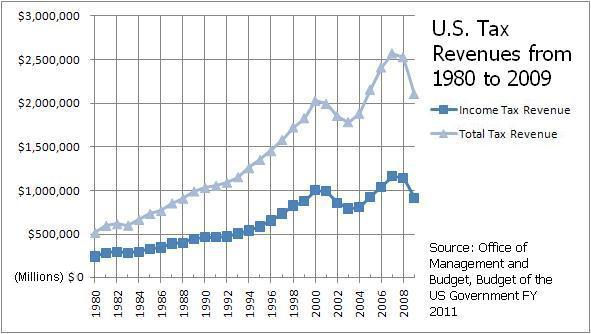 U.S. Tax
Revenues from
1980 to 2009
$3,000,000
$2,500,000
$2,000,000
$1,500,000
$1,000,000
$500,000
(Millions) $0
1980
1982
1984
1986
1988
1990
1992
1994
1996
1998
2000
2002
2004
2006
2008
Income Tax Revenue
Total Tax Revenue
Source: Office of
Management and
Budget, Budget of the
US Government FY
2011